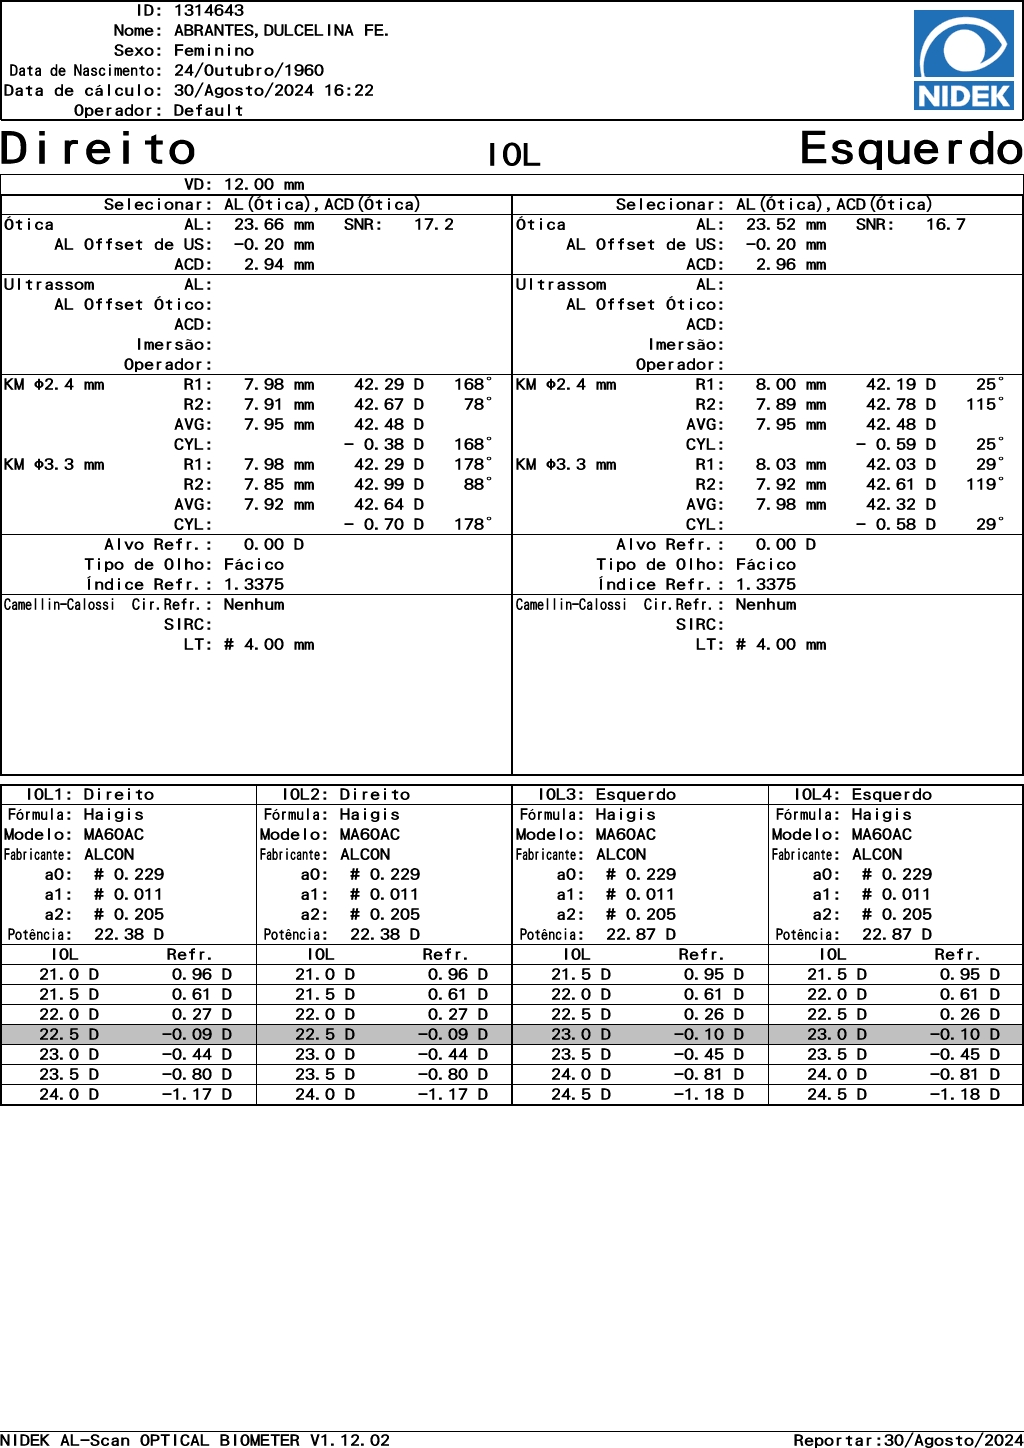 ID: 1314643
Nome: ABRANTES,DULCELINA FE.
Sexo: Feminino
Data de Nascimento: 24/Outubro/1960
Data de cálculo: 30/Agosto/2024 16:22
Operador: Default
NIDEK
Direito IOL Esquerdo
VD: 12.00 mm
Selecionar: AL(Ótica),ACD(Ótica) Selecionar: AL(Ótica),ACD(Ótica)
Ótica AL: 23.66 mm SNR: 17.2 Ótica AL: 23.52 mm SNR: 16.7
AL Offset de US: -0.20 mm AL Offset de US: -0.20 mm
ACD: 2.94 mm ACD: 2.96 mm
Ultrassom AL: Ultrassom AL:
AL Offset Ótico: AL Offset Ótico:
ACD: ACD:
Imersão: Imersão:
Operador: Operador:
KM Φ2.4 mm R1: 7.98 mm 42.29 D 168° KM Φ2.4 mm R1: 8.00 mm 42.19 D 25°
R2: 7.91 mm 42.67 D 78° R2: 7.89 mm 42.78 D 115°
AVG: 7.95 mm 42.48 D AVG: 7.95 mm 42.48 D
CYL: - 0.38 D 168° CYL: - 0.59 D 25°
KM Φ3.3 mm R1: 7.98 mm 42.29 D 178° KM Φ3.3 mm R1: 8.03 mm 42.03 D 29°
R2: 7.85 mm 42.99 D 88° R2: 7.92 mm 42.61 D 119°
AVG: 7.92 mm 42.64 D AVG: 7.98 mm 42.32 D
CYL: - 0.70 D 178° CYL: - 0.58 D 29°
Alvo Refr.: 0.00 D Alvo Refr.: 0.00 D
Tipo de Olho: Fácico Tipo de Olho: Fácico
Índice Refr.: 1.3375 Índice Refr.: 1.3375
Camellin-Calossi Cir.Refr.: Nenhum Camellin-Calossi Cir.Refr.: Nenhum
SIRC: SIRC:
LT: # 4.00 mm LT: # 4.00 mm
IOL1: Direito IOL2: Direito IOL3: Esquerdo IOL4: Esquerdo
Fórmula: Haigis Fórmula: Haigis Fórmula: Haigis Fórmula: Haigis
Modelo: MA60AC Modelo: MA60AC Modelo: MA60AC Modelo: MA60AC
Fabricante: ALCON Fabricante: ALCON Fabricante: ALCON Fabricante: ALCON
a0: # 0.229 a0: # 0.229 a0: # 0.229 a0: # 0.229
a1: # 0.011 a1: # 0.011 a1: # 0.011 a1: # 0.011
a2: # 0.205 a2: # 0.205 a2: # 0.205 a2: # 0.205
Potência: 22.38 D Potência: 22.38 D Potência: 22.87 D Potência: 22.87 D
IOL Refr. IOL Refr. IOL Refr. IOL Refr.
21.0 D 0.96 D 21.0 D 0.96 D 21.5 D 0.95 D 21.5 D 0.95 D
21.5 D 0.61 D 21.5 D 0.61 D 22.0 D 0.61 D 22.0 D 0.61 D
22.0 D 0.27 D 22.0 D 0.27 D 22.5 D 0.26 D 22.5 D 0.26 D
22.5 D -0.09 D 22.5 D -0.09 D 23.0 D -0.10 D 23.0 D -0.10 D
23.0 D -0.44 D 23.0 D -0.44 D 23.5 D -0.45 D 23.5 D -0.45 D
23.5 D -0.80 D 23.5 D -0.80 D 24.0 D -0.81 D 24.0 D -0.81 D
24.0 D -1.17 D 24.0 D -1.17 D 24.5 D -1.18 D 24.5 D -1.18 D
NIDEK AL-Scan OPTICAL BIOMETER V1.12.02 Reportar:30/Agosto/2024